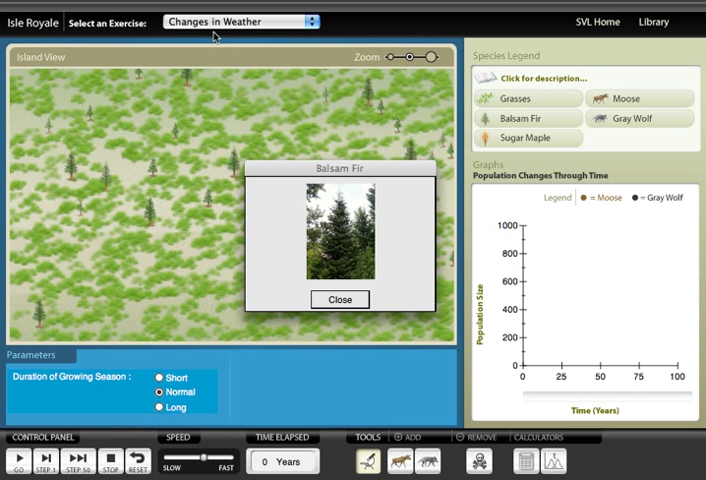 Isle Royale
Select an Exercise:
Changes in Weather
SVL Home
Library
Island View
Zoom
Species Legend
Click for description...
Grasses
Moose
Balsam Fir
Gray Wolf
Sugar Maple
Balsam Fir
Close
Graphs
Population Changes Through Time
Legend = Moose = Gray Wolf
Population Size
1000
800
600
400
200
0
0 25 50 75 100
Time (Years)
Parameters
Duration of Growing Season :
Short
Normal
Long
CONTROL PANEL
SPEED
TIME ELAPSED
TOOLS
ADD
REMOVE
CALCULATORS
GO
STEP 1
STEP 50
STOP
RESET
SLOW
FAST
0 Years